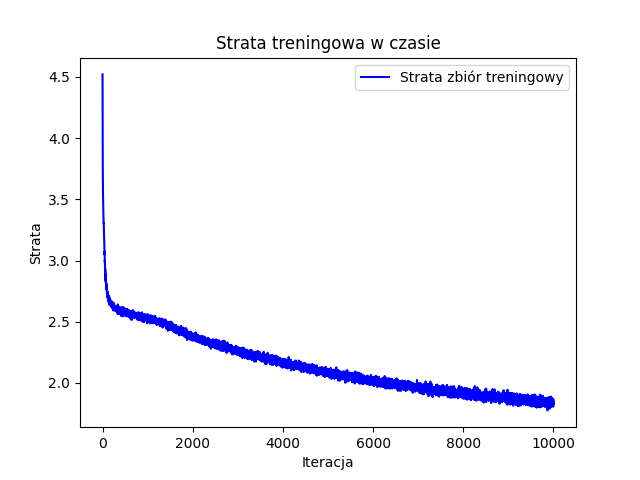 Strata treningowa w czasie
Strata zbiór treningowy
4.5
4.0
3.5
3.0
2.5
2.0
Strata
0 2000 4000 6000 8000 10000
Iteracja